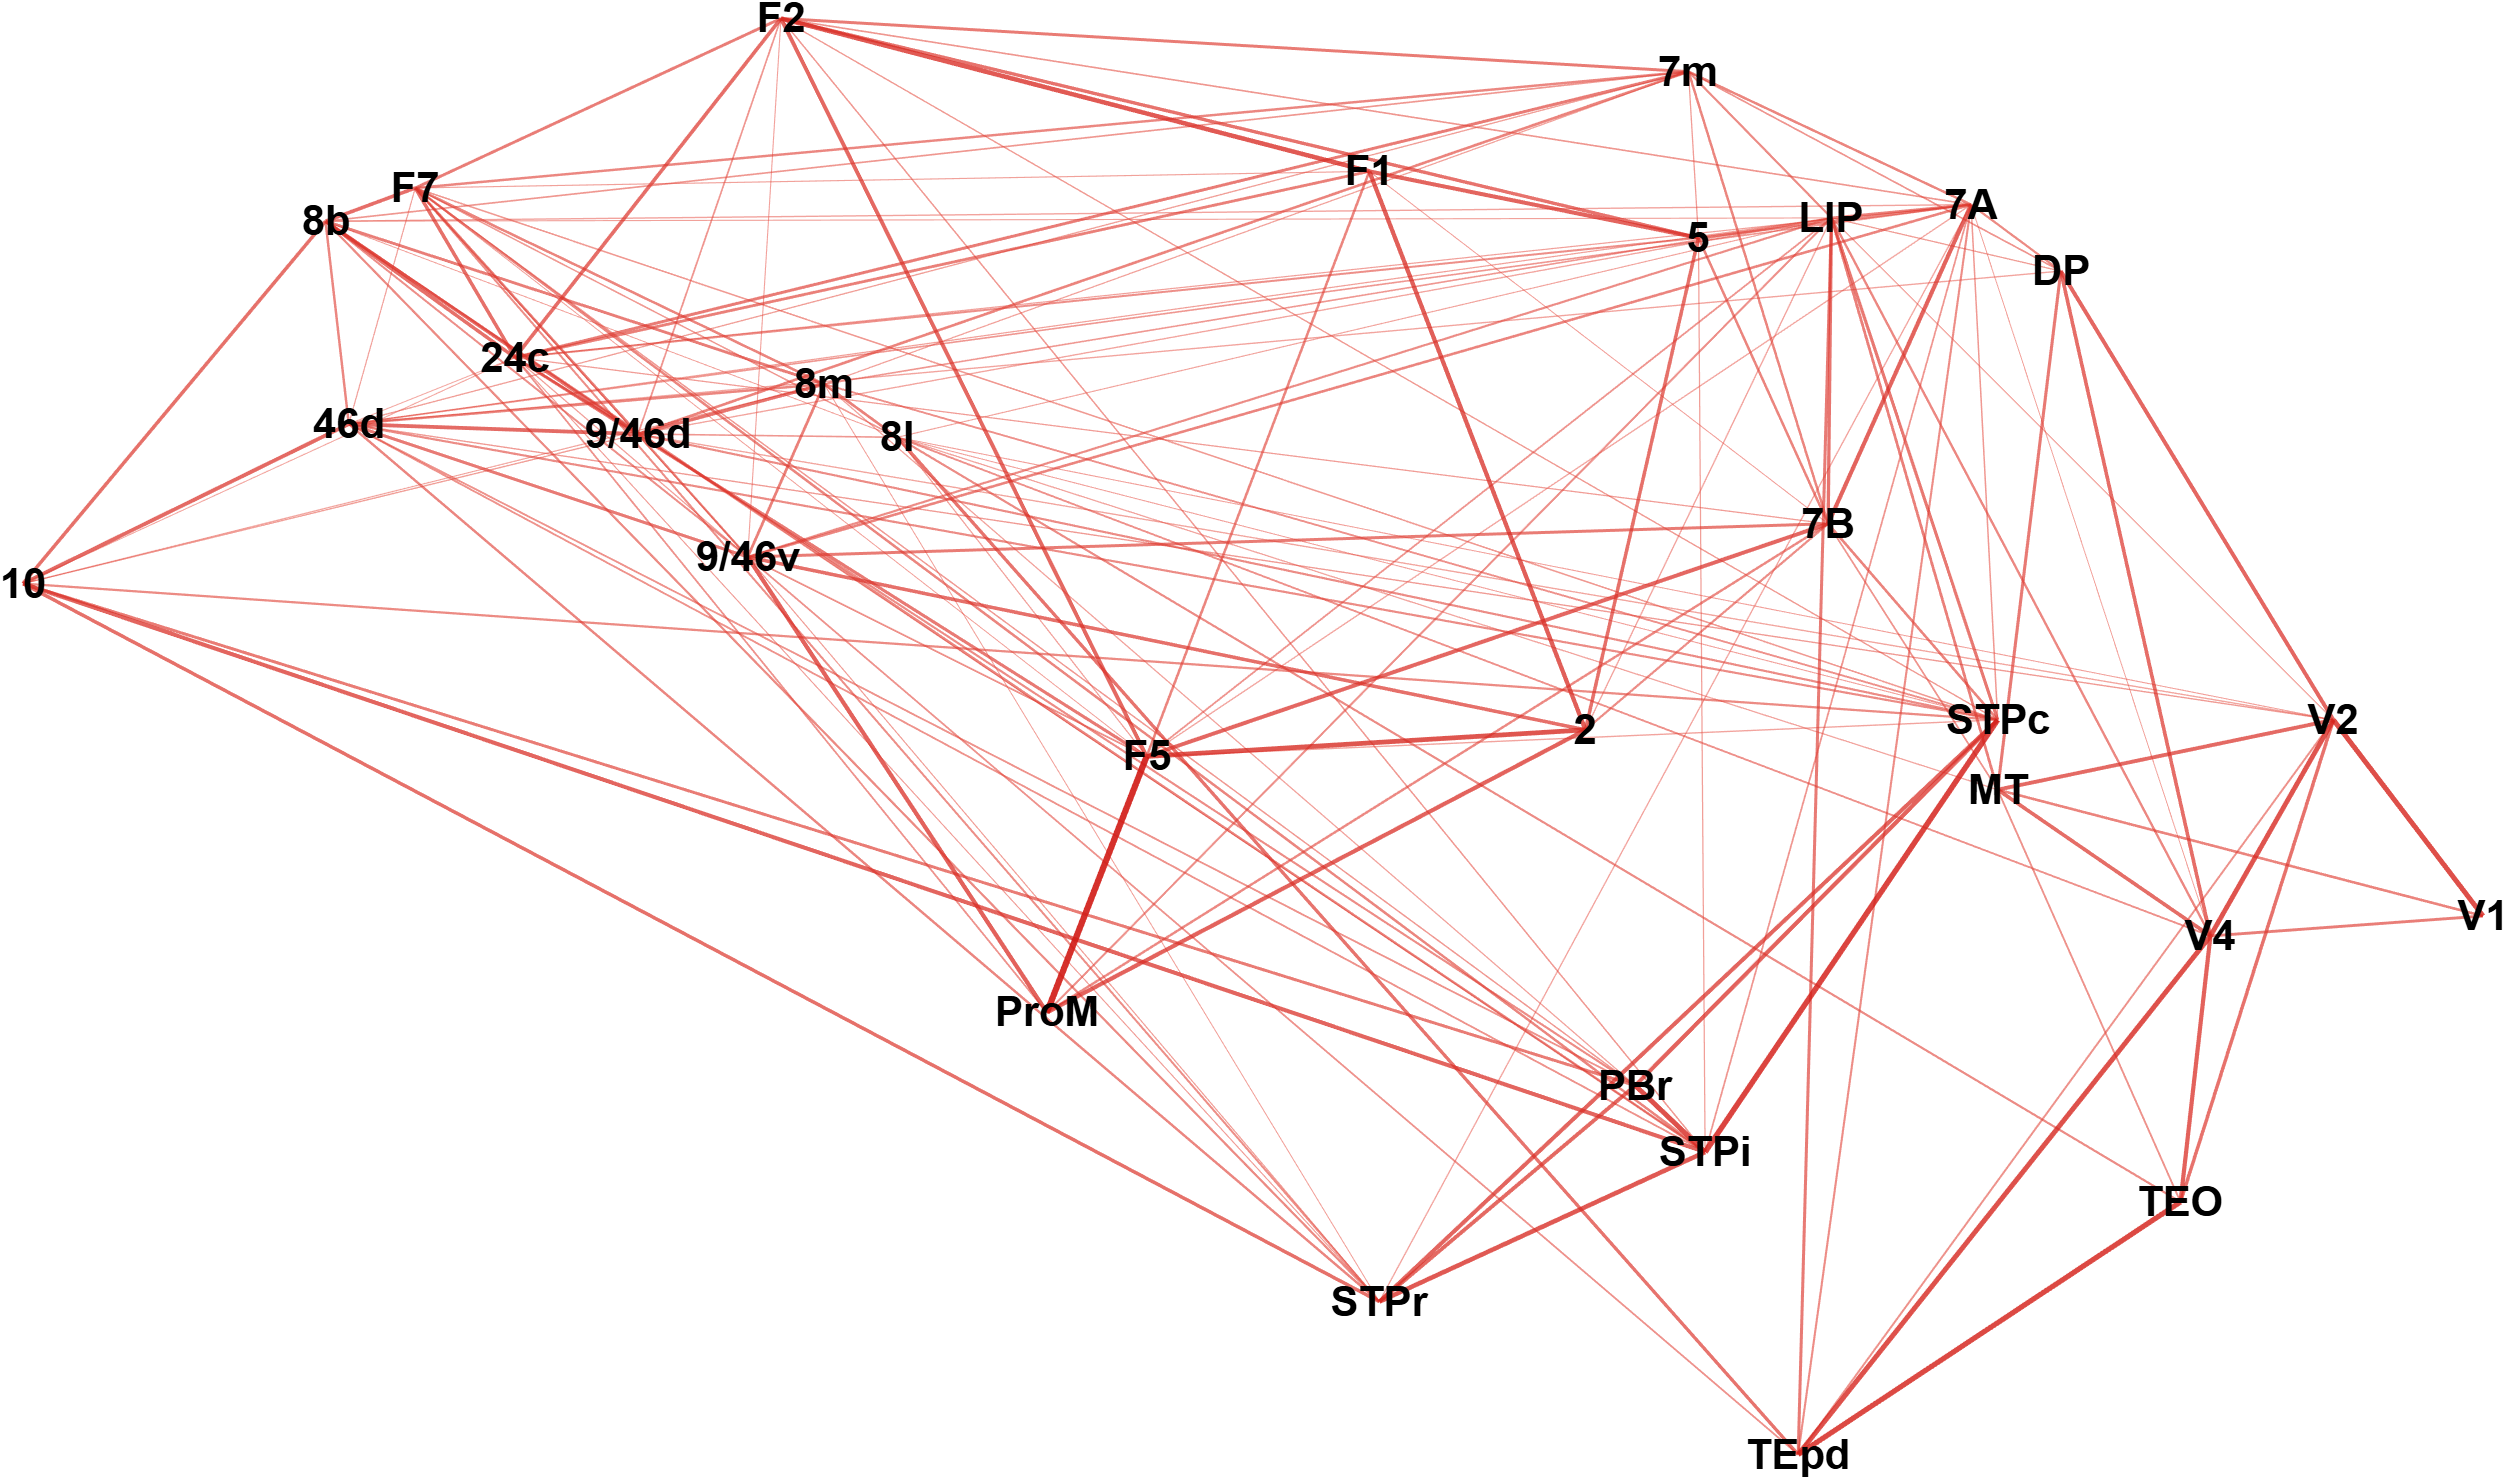 F2
7m
F1
F7
8b
7A
LIP
5
DP
24c
8m
46d
9/46d
8l
7B
9/46v
10
STPc
V2
2
F5
MT
V1
V4
ProM
PBr
STPi
TEO
STPr
TEpd